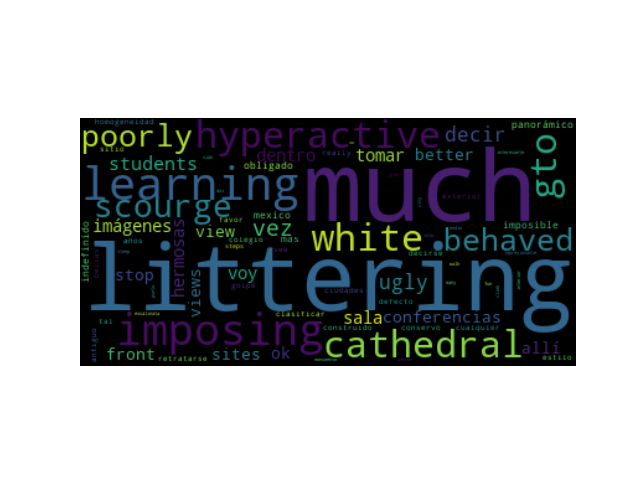 homogeneidad
panorámico
poorly hyperactive decir
sitio
dentro tomar better gto
students obligado really
learning much
scourge
imágenes hermosas favor mexico vez white behaved imposible
view
años colegio mas
indefinido
steps
decirse
stop views voy ugly
littering
golpe ciudades defecto
clasificar
tal imposing sala conferencias
construido conservo cualquier
antiguo front sites ok cathedral allí
retratarse estilo
exterior